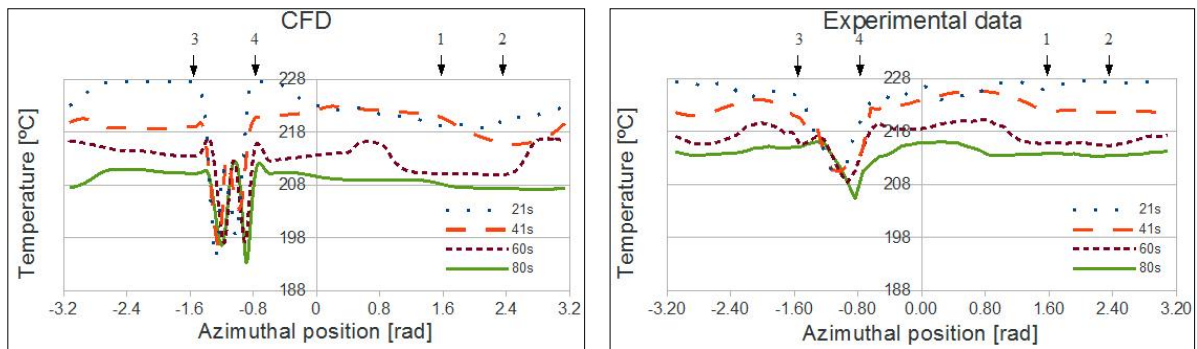 CFD
3
4
1
2
228
218
208
198
188
Temperature [ºC]
21s
41s
60s
80s
-3.2
-2.4
-1.6
-0.8
0
0.8
1.6
2.4
3.2
Azimuthal position [rad]
Experimental data
3
4
1
2
228
218
208
198
188
Temperature [ºC]
21s
41s
60s
80s
-3.20
-2.40
-1.60
-0.80
0.00
0.80
1.60
2.40
3.20
Azimuthal position [rad]